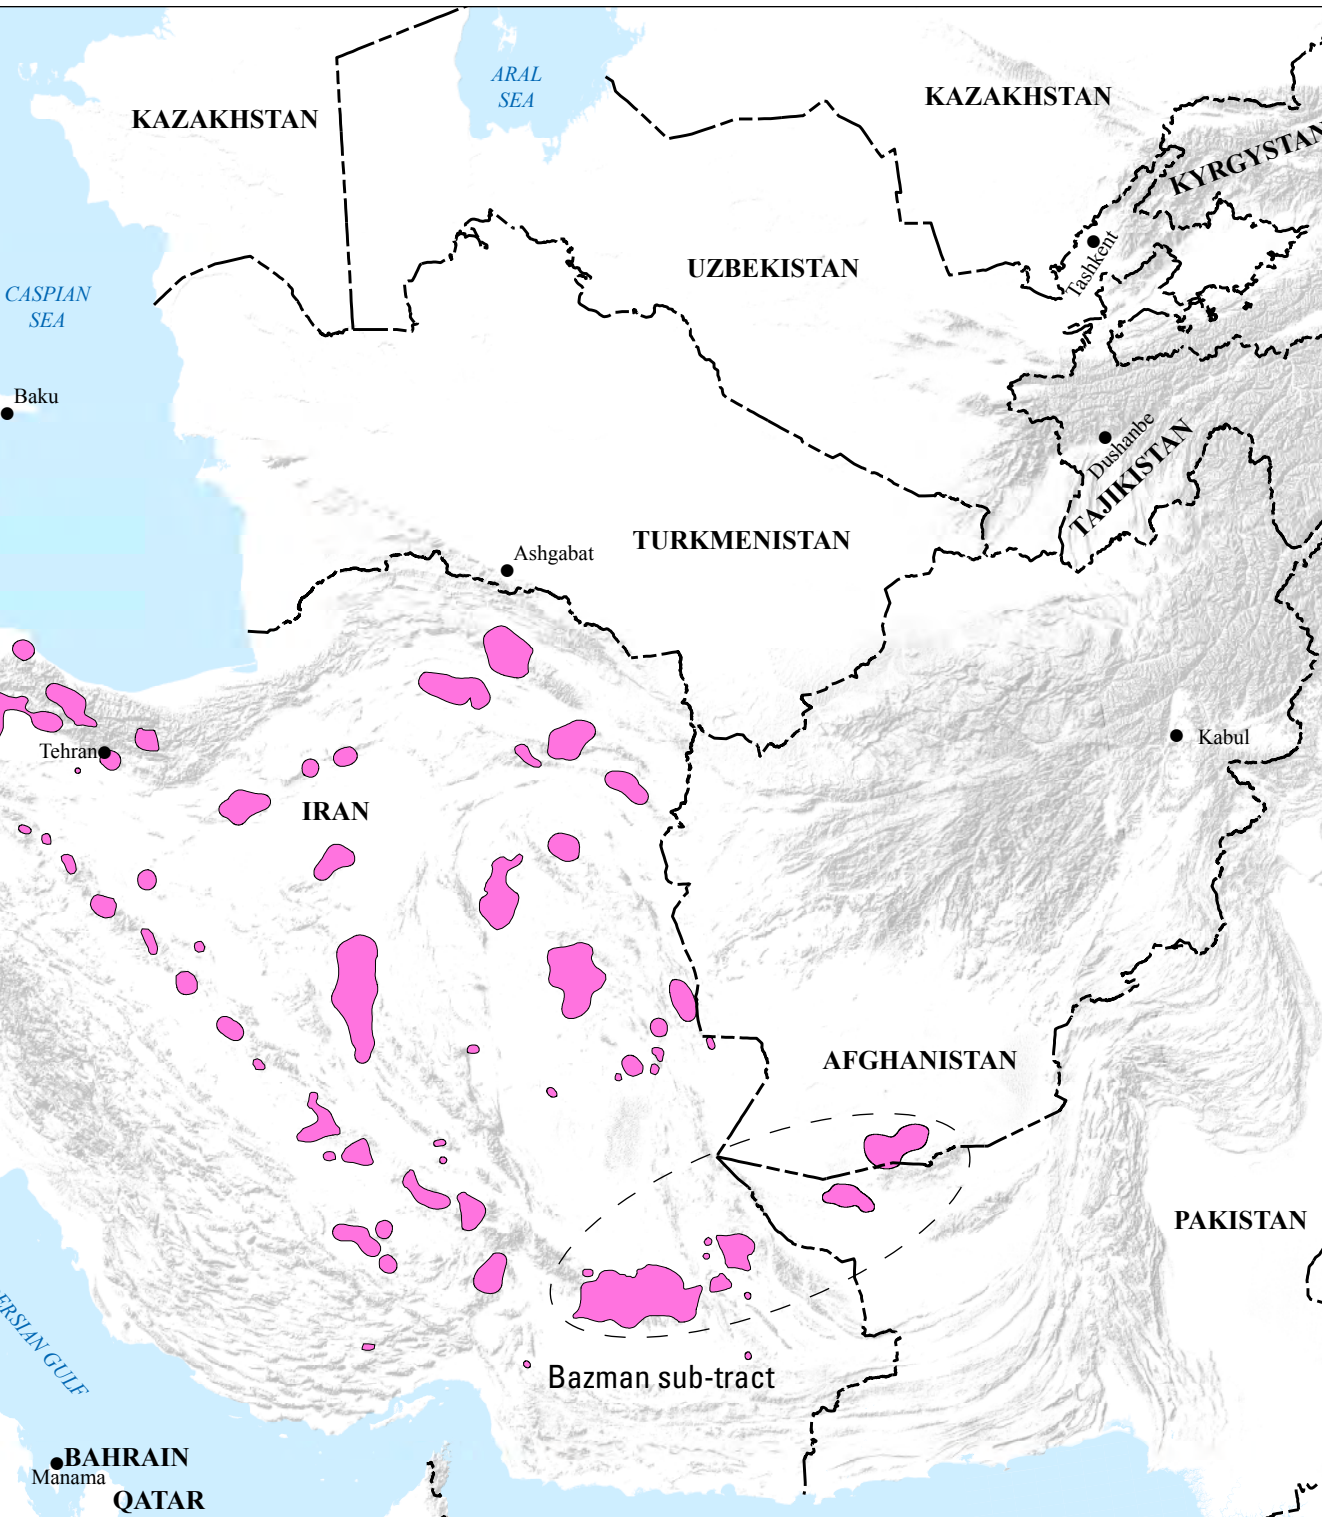 ARAL
SEA
KAZAKHSTAN
KAZAKHSTAN
KYRGYSTAN
Tashkent
UZBEKISTAN
CASPIAN
SEA
Baku
Dushanbe
TAJIKISTAN
TURKMENISTAN
Ashgabat
Kabul
Tehran
IRAN
AFGHANISTAN
PAKISTAN
ERSIAN GULF
Bazman sub-tract
BAHRAIN
Manama
QATAR